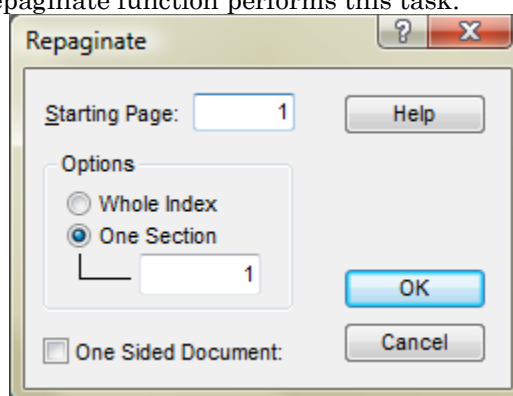 function performs this task.
Repaginate
Starting Page: 1
Help
Options
Whole Index
One Section
1
OK
One Sided Document:
Cancel